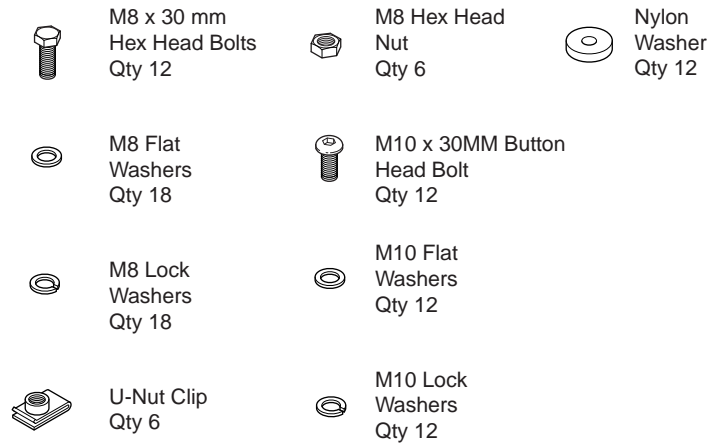 M8 x 30 mm
Hex Head Bolts
Qty 12
M8 Hex Head
Nut
Qty 6
Nylon
Washer
Qty 12
M8 Flat
Washers
Qty 18
M10 x 30MM Button
Head Bolt
Qty 12
M8 Lock
Washers
Qty 18
M10 Flat
Washers
Qty 12
U-Nut Clip
Qty 6
M10 Lock
Washers
Qty 12